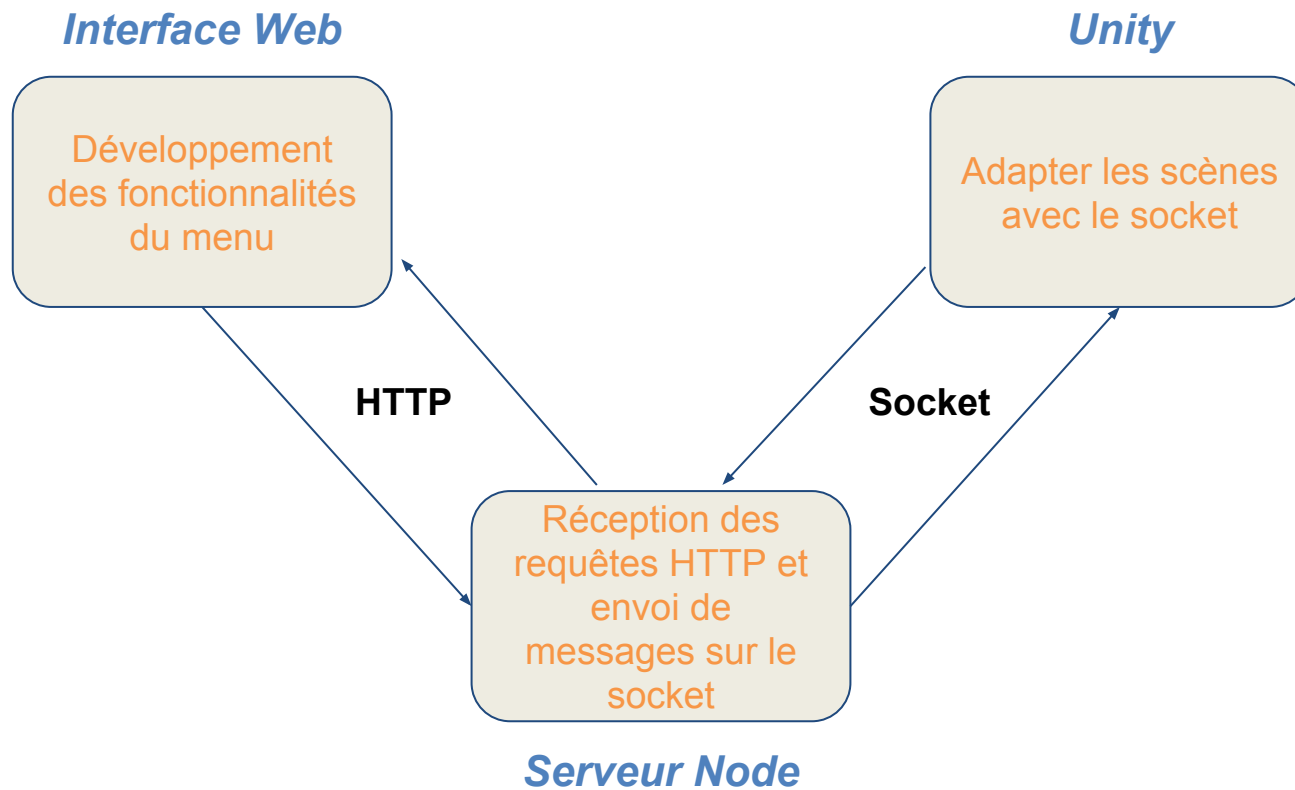 Interface Web
Unity
Développement
des fonctionnalités
du menu
Adapter les scènes
avec le socket
HTTP
Socket
Réception des
requêtes HTTP et
envoi de
messages sur le
socket
Serveur Node